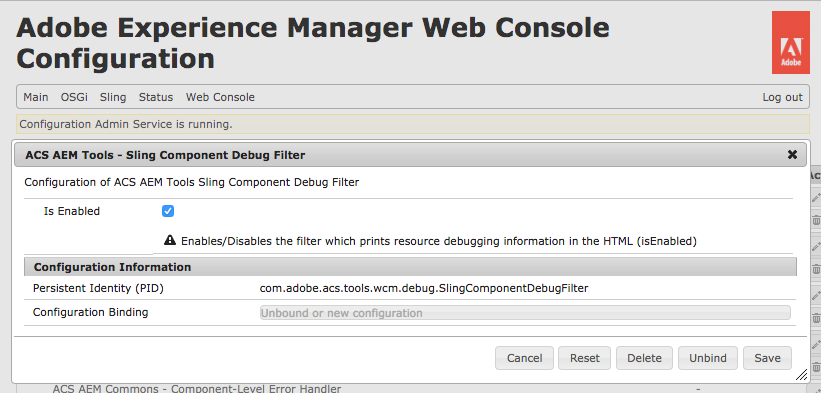 Adobe Experience Manager Web Console
Configuration
Adobe
Main OSGi Sling Status Web Console Log out
Configuration Admin Service is running.
ACS AEM Tools - Sling Component Debug Filter
Configuration of ACS AEM Tools Sling Component Debug Filter
Is Enabled
Enables/Disables the filter which prints resource debugging information in the HTML (isEnabled)
Configuration Information
Persistent Identity (PID) com.adobe.acs.tools.wcm.debug.SlingComponentDebugFilter
Configuration Binding Unbound or new configuration
Cancel Reset Delete Unbind Save
ACS AEM Commons - Component-Level Error Handler -